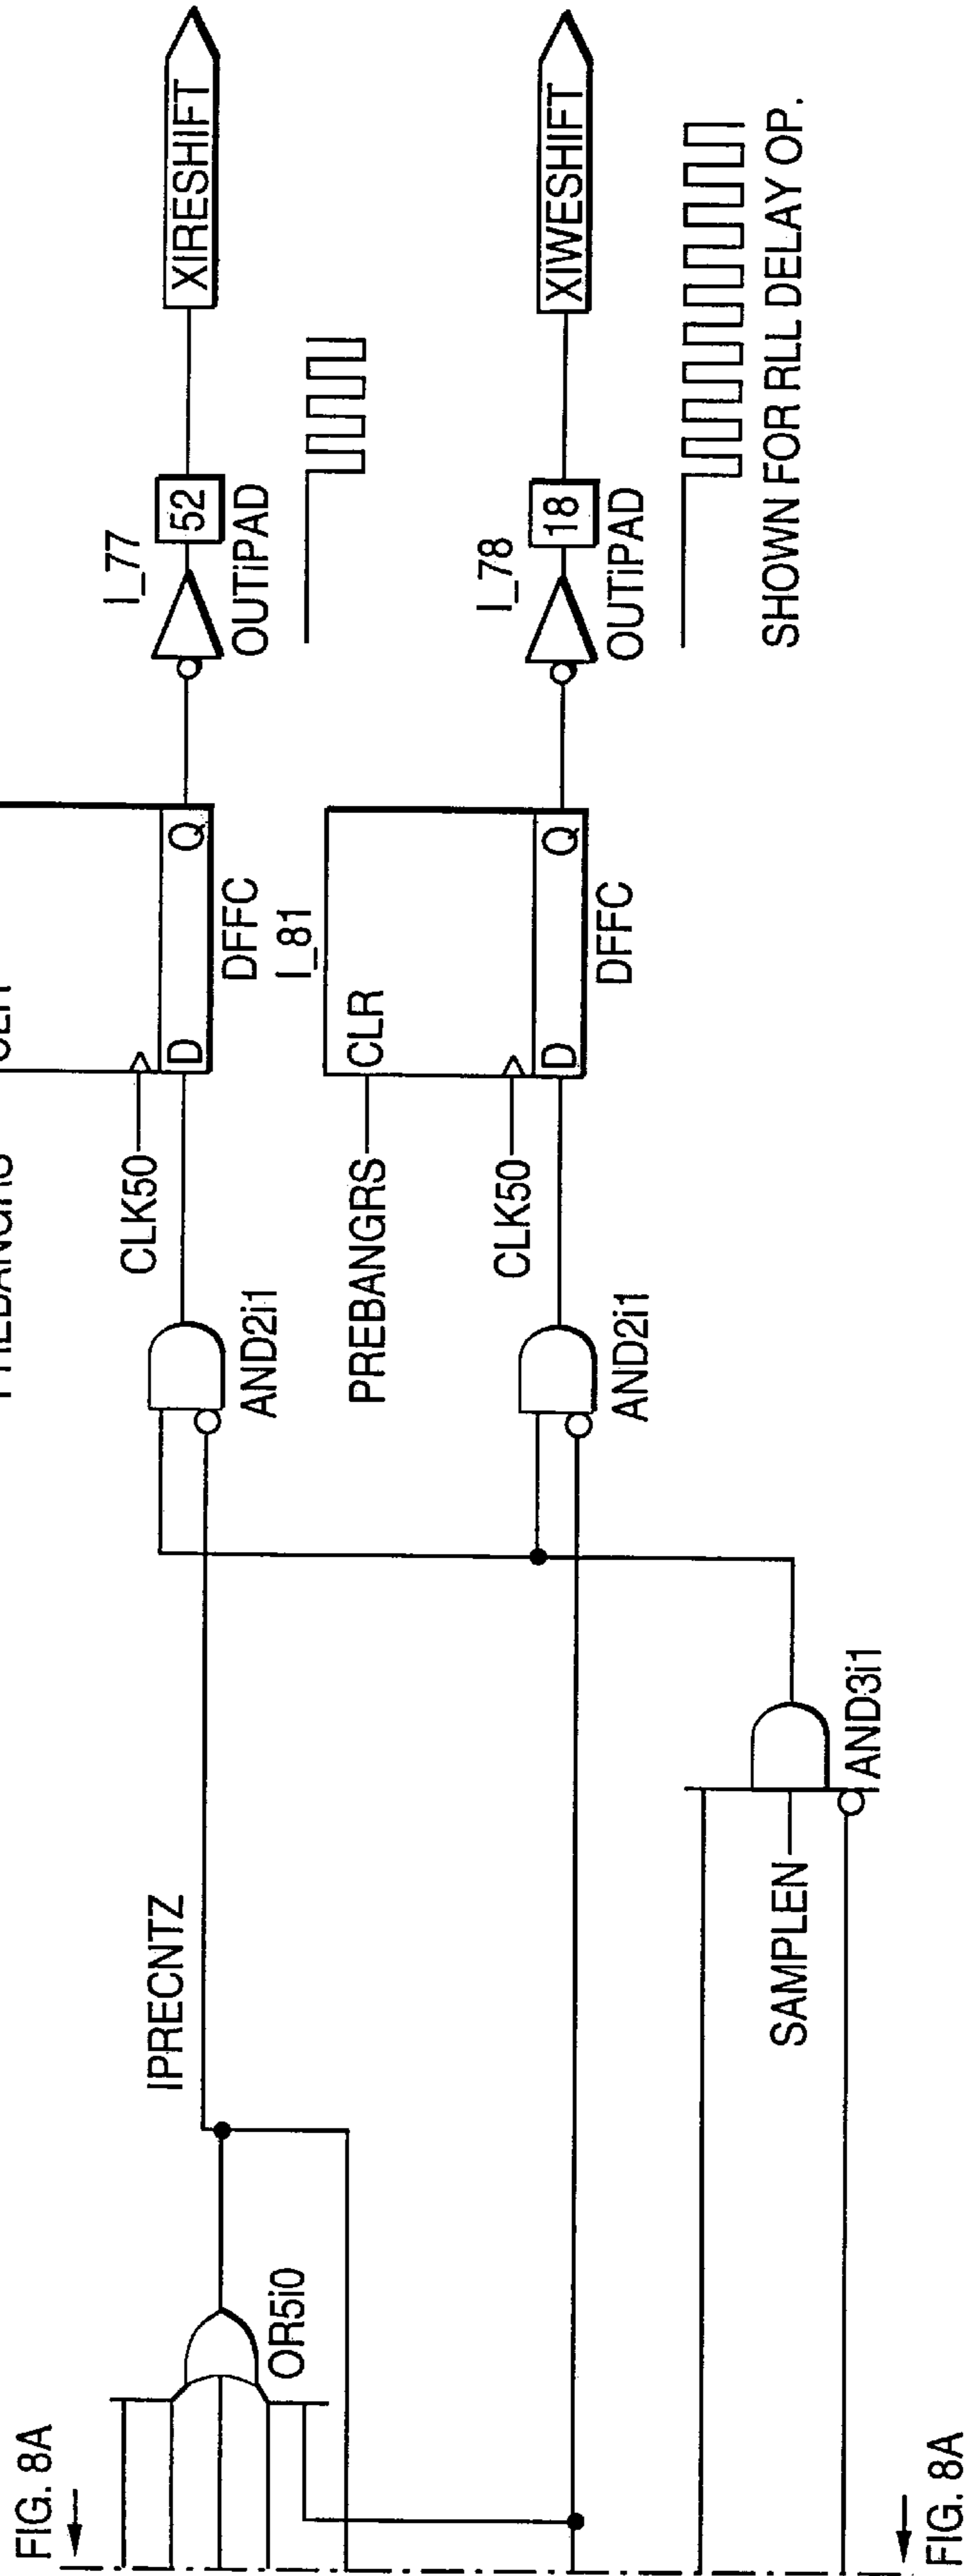 FIG. 8A
OR5i0
IPRECNTZ
SAMPLEN
AND3i1
AND2i1
CLK50
D
Q
DFFC
I_77
52
OUTiPAD
XIRESHIFT
AND2i1
PREBANGRS
CLR
CLK50
D
Q
I_81
DFFC
I_78
18
OUTiPAD
XIWESHIFT
SHOWN FOR RLL DELAY OP.
FIG. 8A